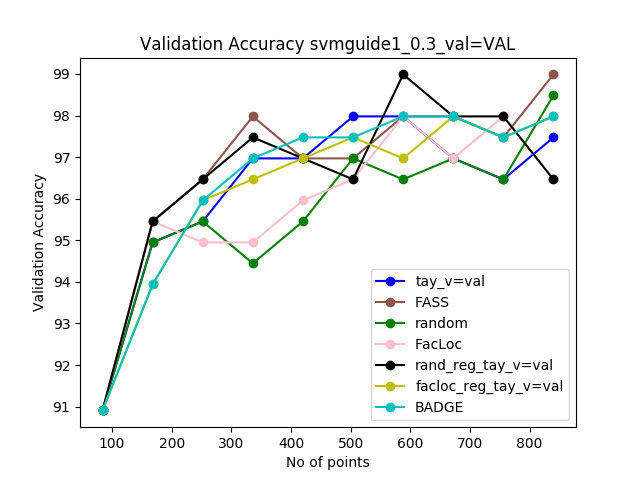 Validation Accuracy svmguide1_0.3_val=VAL
99
98
97
96
95
94
93
92
91
Validation Accuracy
100 200 300 400 500 600 700 800
No of points
tay_v=val
FASS
random
FacLoc
rand_reg_tay_v=val
facloc_reg_tay_v=val
BADGE